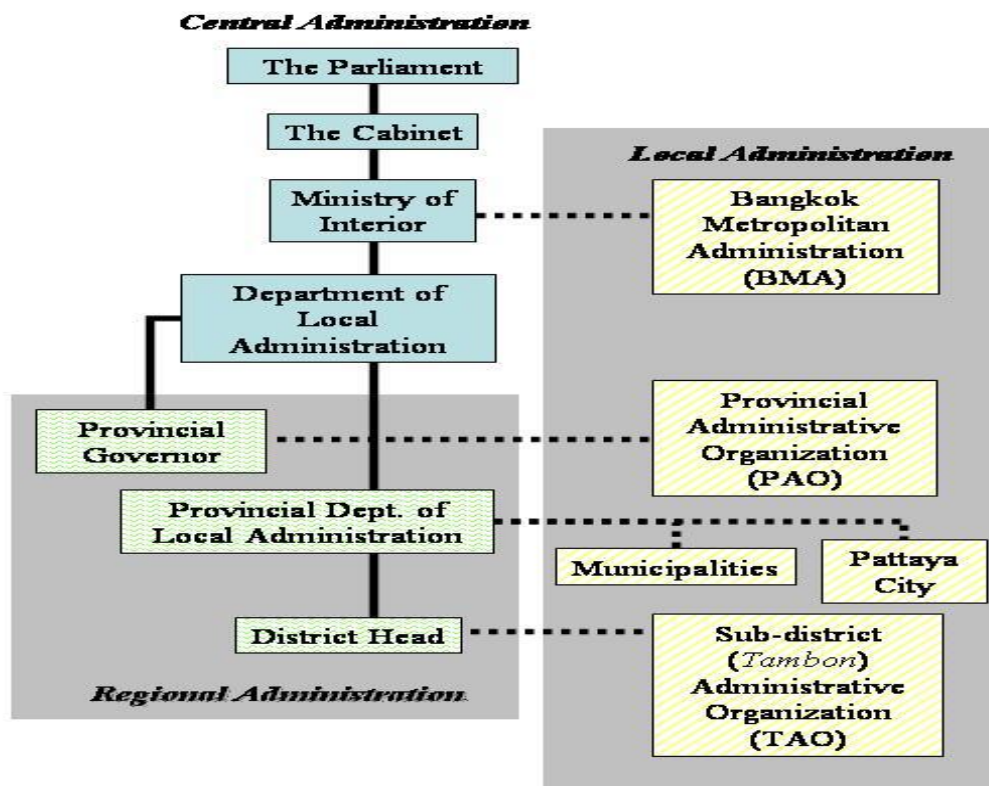 Central Administration
The Parliament
The Cabinet
Local Administration
Ministry of
Interior
Bangkok
Metropolitan
Administration
(BMA)
Department of
Local
Administration
Provincial
Governor
Provincial
Administrative
Organization
(PAO)
Provincial Dept. of
Local Administration
Municipalities
Pattaya
City
District Head
Sub-district
(Tambon)
Administrative
Organization
(TAO)
Regional Administration